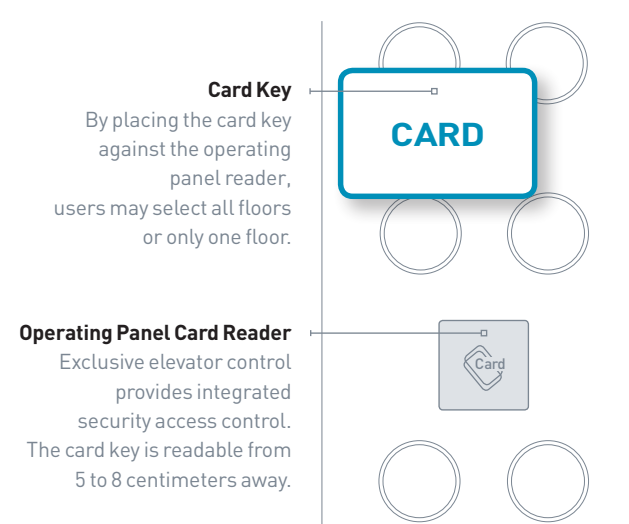 Card Key
By placing the card key
against the operating
panel reader,
users may select all floors
or only one floor.
CARD
Operating Panel Card Reader
Exclusive elevator control
provides integrated
security access control.
The card key is readable from
5 to 8 centimeters away.
Card